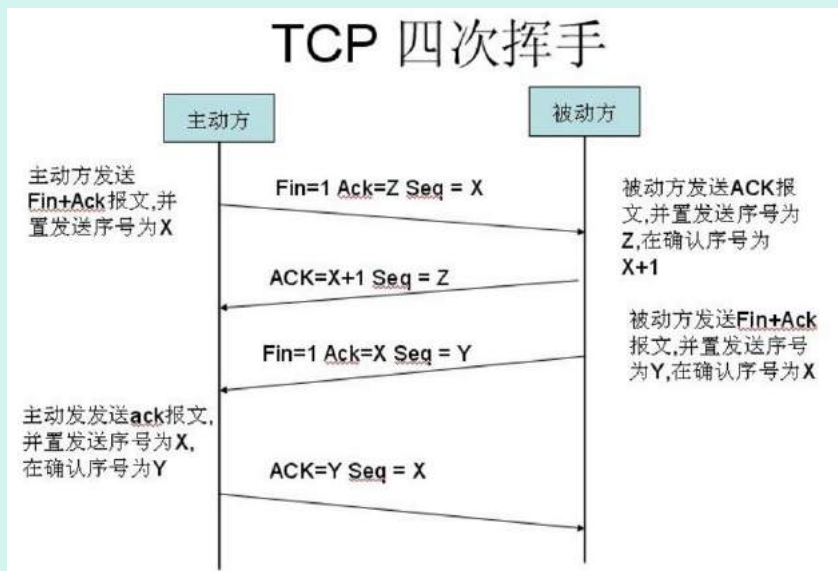 TCP 四次挥手
主动方
被动方
主动方发送
Fin+Ack报文,并
置发送序号为X
Fin=1 Ack=Z Seq = X
被动方发送ACK报
文,并置发送序号为
Z,在确认序号为
X+1
ACK=X+1 Seq = Z
被动方发送Fin+Ack
报文,并置发送序号
为Y,在确认序号为X
Fin=1 Ack=X Seq = Y
主动发发送ack报文,
并置发送序号为X,
在确认序号为Y
ACK=Y Seq = X